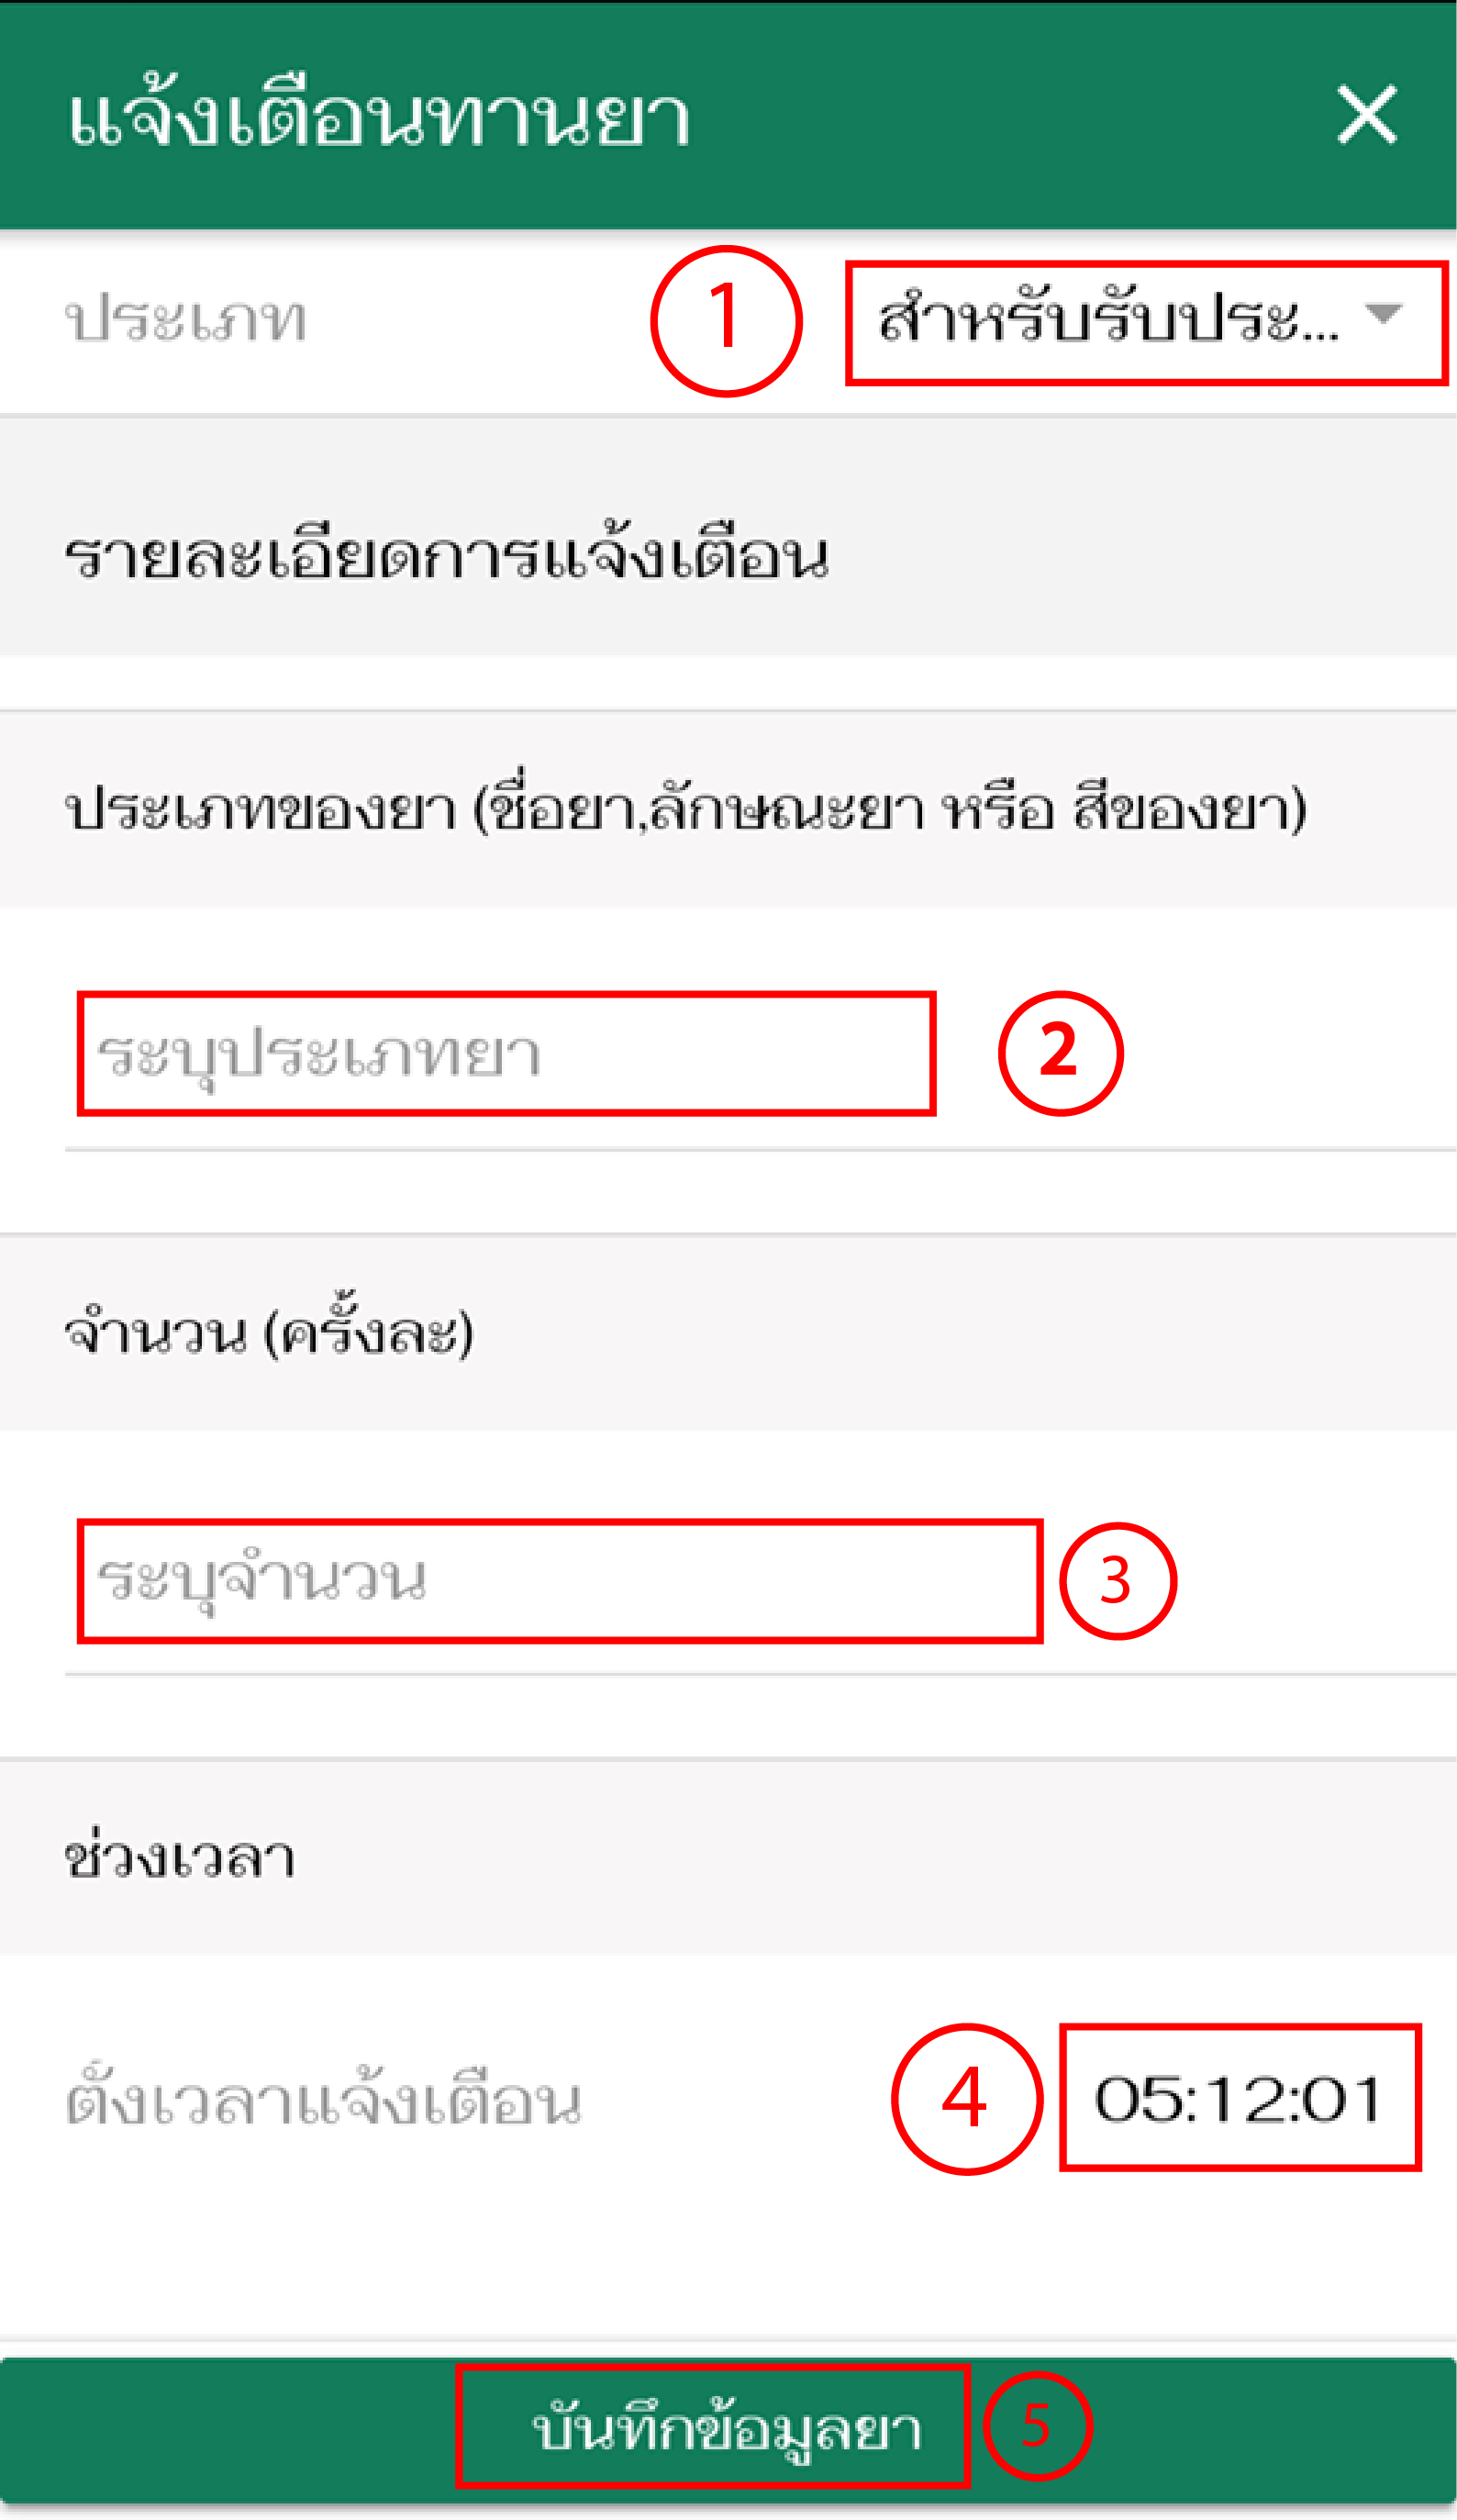 แจ้งเตือนทานยา ×
ประเภท 1 สำหรับรับประ...
รายละเอียดการแจ้งเตือน
ประเภทของยา (ชื่อยา,ลักษณะยา หรือ สีของยา)
ระบุประเภทยา 2
จำนวน (ครั้งละ)
ระบุจำนวน 3
ช่วงเวลา
ตั้งเวลาแจ้งเตือน 4 05:12:01
บันทึกข้อมูลยา 5